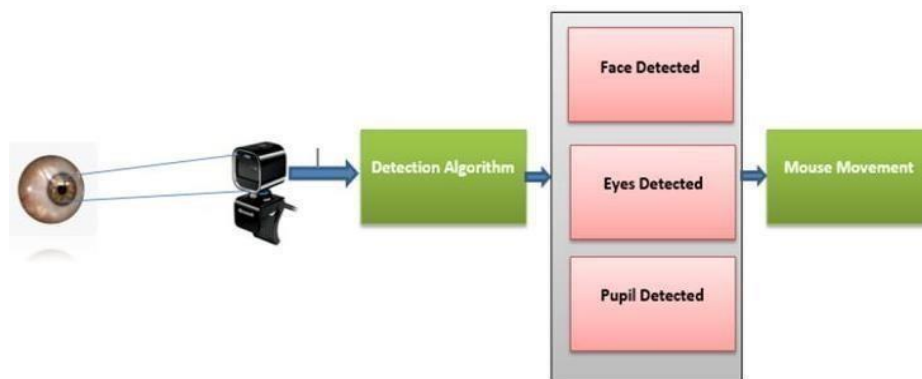 Face Detected
Detection Algorithm
Eyes Detected
Mouse Movement
Pupil Detected